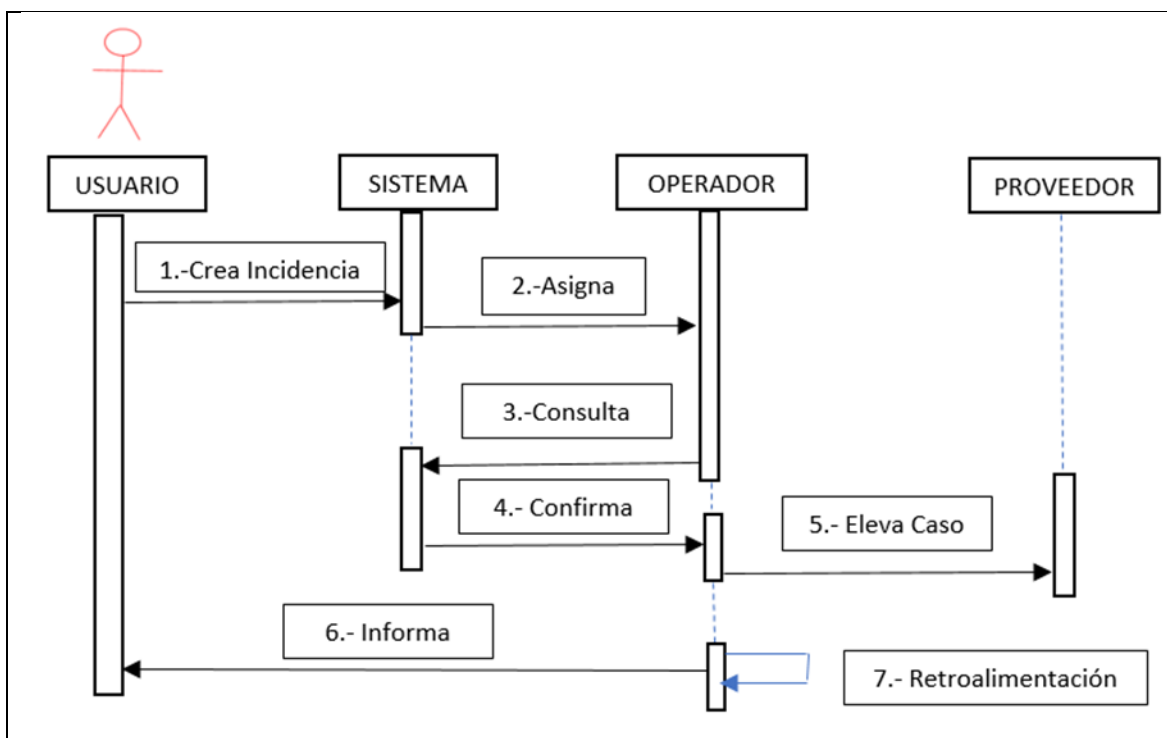 USUARIO
SISTEMA
OPERADOR
PROVEEDOR
1.-Crea Incidencia
2.-Asigna
3.-Consulta
4.- Confirma
5.- Eleva Caso
6.- Informa
7.- Retroalimentación